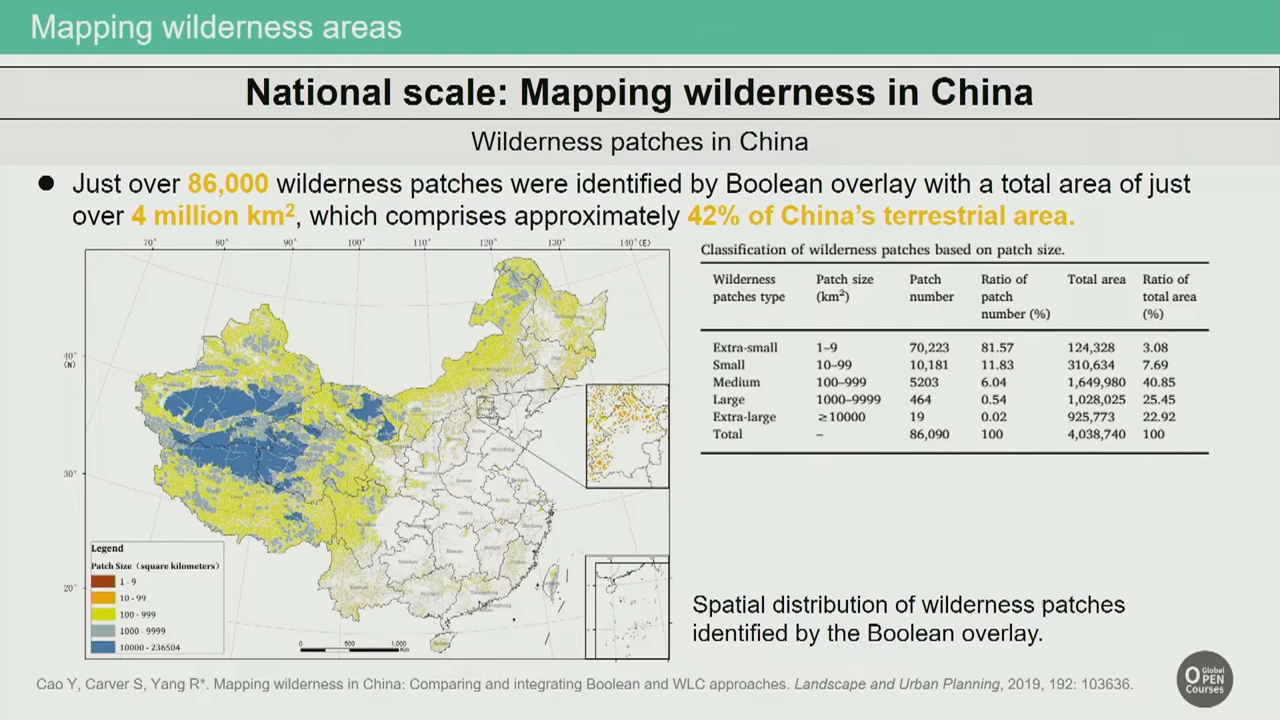 Mapping wilderness areas
National scale: Mapping wilderness in China
Wilderness patches in China
● Just over 86,000 wilderness patches were identified by Boolean overlay with a total area of just
over 4 million km², which comprises approximately 42% of China's terrestrial area.
70° 80° 90° 100° 110° 120° 130° 140° (E)
40°
(N)
30°
20°
Legend
Patch Size (square kilometers)
1 - 9
10 - 99
100 - 999
1000 - 9999
10000 - 236504
0 500 1,000
Km
Classification of wilderness patches based on patch size.
Wilderness Patch size Patch Ratio of Total area Ratio of
patches type (km²) number patch total area
number (%) (%)
Extra-small 1–9 70,223 81.57 124,328 3.08
Small 10–99 10,181 11.83 310,634 7.69
Medium 100–999 5203 6.04 1,649,980 40.85
Large 1000–9999 464 0.54 1,028,025 25.45
Extra-large ≥10000 19 0.02 925,773 22.92
Total – 86,090 100 4,038,740 100
Spatial distribution of wilderness patches
identified by the Boolean overlay.
Cao Y, Carver S, Yang R*. Mapping wilderness in China: Comparing and integrating Boolean and WLC approaches. Landscape and Urban Planning, 2019, 192: 103636.
Global
OPEN
Courses